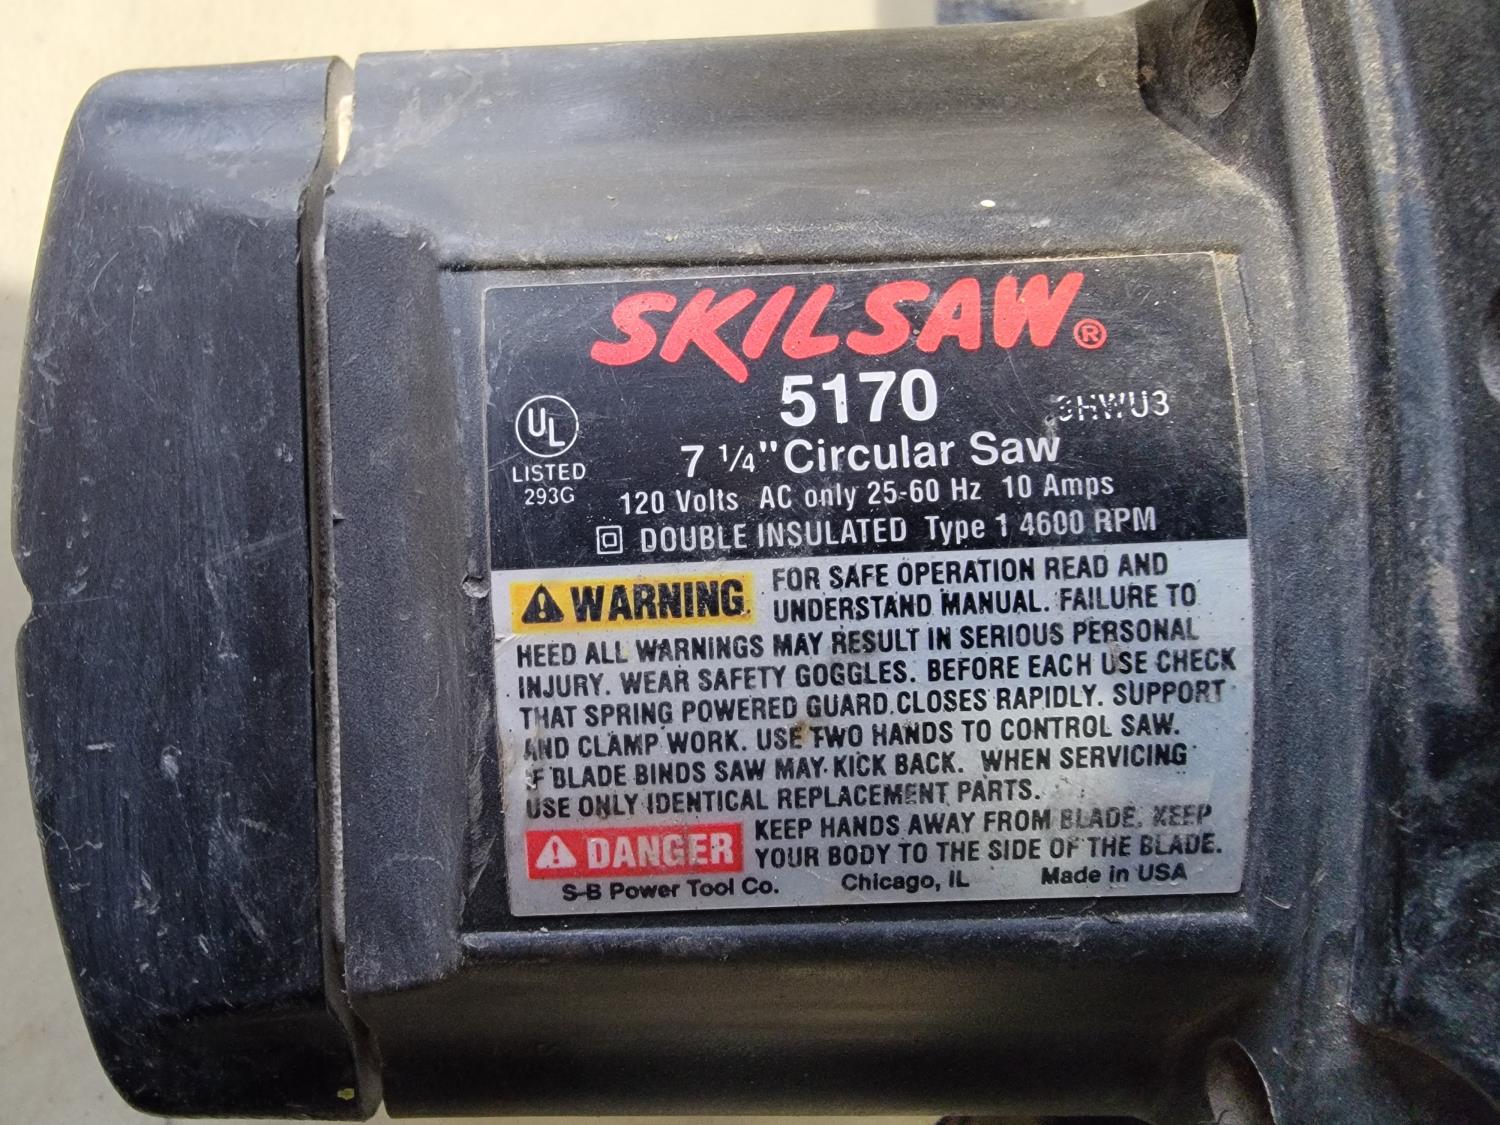 SKILSAW®
5170
7 1/4" Circular Saw
UL
LISTED
293G
120 Volts AC only 25-60 Hz 10 Amps
DOUBLE INSULATED Type 1 4600 RPM
WARNING FOR SAFE OPERATION READ AND
UNDERSTAND MANUAL. FAILURE TO
HEED ALL WARNINGS MAY RESULT IN SERIOUS PERSONAL
INJURY. WEAR SAFETY GOGGLES. BEFORE EACH USE CHECK
THAT SPRING POWERED GUARD CLOSES RAPIDLY. SUPPORT
AND CLAMP WORK. USE TWO HANDS TO CONTROL SAW.
IF BLADE BINDS SAW MAY KICK BACK. WHEN SERVICING
USE ONLY IDENTICAL REPLACEMENT PARTS.
DANGER KEEP HANDS AWAY FROM BLADE. KEEP
YOUR BODY TO THE SIDE OF THE BLADE.
S-B Power Tool Co. Chicago, IL Made in USA